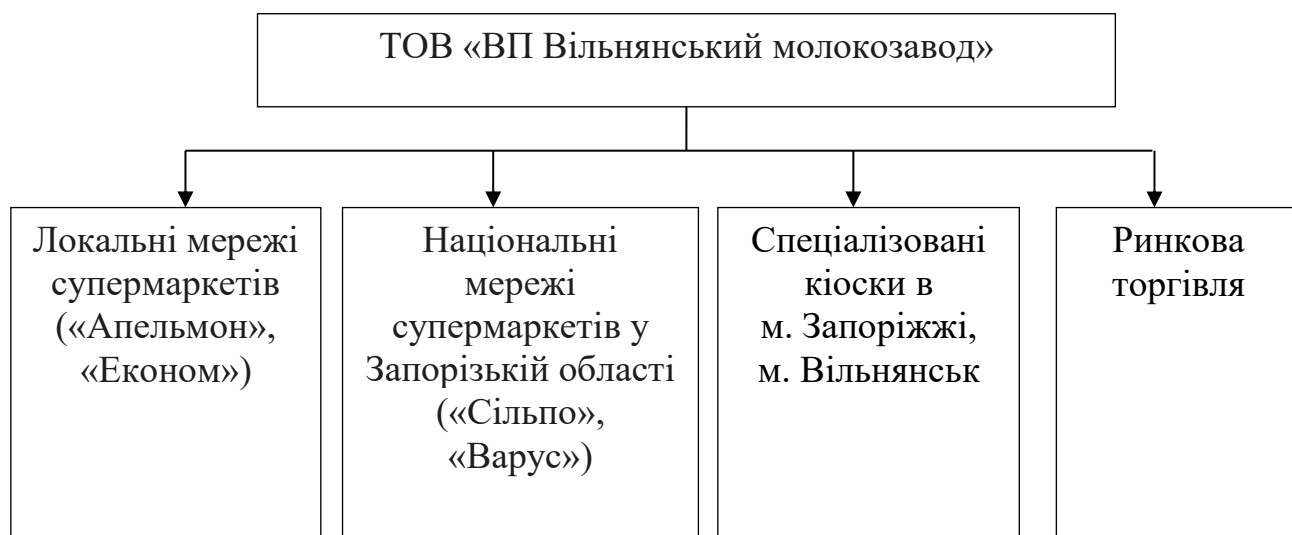 ТОВ «ВП Вільнянський молокозавод»
Локальні мережі
супермаркетів
(«Апельмон»,
«Економ»)
Національні
мережі
супермаркетів у
Запорізькій області
(«Сільпо»,
«Варус»)
Спеціалізовані
кіоски в
м. Запоріжжі,
м. Вільнянськ
Ринкова
торгівля